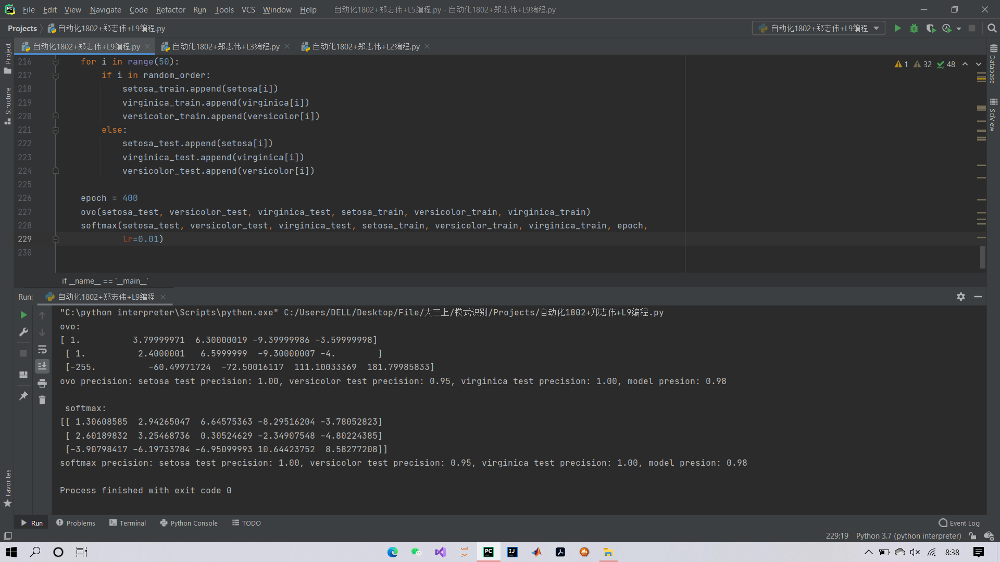 File Edit View Navigate Code Refactor Run Tools VCS Window Help 自动化1802+郑志伟+L5编程.py - 自动化1802+郑志伟+L9编程.py
Projects 自动化1802+郑志伟+L9编程.py 自动化1802+郑志伟+L9编程
自动化1802+郑志伟+L9编程.py 自动化1802+郑志伟+L3编程.py 自动化1802+郑志伟+L2编程.py
Project
Structure
Favorites
Database
SciView
1 32 48
216 for i in range(50):
217 if i in random_order:
218 setosa_train.append(setosa[i])
219 virginica_train.append(virginica[i])
220 versicolor_train.append(versicolor[i])
221 else:
222 setosa_test.append(setosa[i])
223 virginica_test.append(virginica[i])
224 versicolor_test.append(versicolor[i])
225
226 epoch = 400
227 ovo(setosa_test, versicolor_test, virginica_test, setosa_train, versicolor_train, virginica_train)
228 softmax(setosa_test, versicolor_test, virginica_test, setosa_train, versicolor_train, virginica_train, epoch,
229 lr=0.01)
230
if __name__ == '__main__'
Run: 自动化1802+郑志伟+L9编程
"C:\python interpreter\Scripts\python.exe" C:/Users/DELL/Desktop/File/大三上/模式识别/Projects/自动化1802+郑志伟+L9编程.py
ovo:
[ 1. 3.79999971 6.30000019 -9.39999986 -3.59999998]
[ 1. 2.4000001 6.5999999 -9.30000007 -4. ]
[-255. -60.49971724 -72.50016117 111.10033369 181.79985833]
ovo precision: setosa test precision: 1.00, versicolor test precision: 0.95, virginica test precision: 1.00, model presion: 0.98
softmax:
[[ 1.30608585 2.94265047 6.64575363 -8.29516204 -3.78052823]
[ 2.60189832 3.25468736 0.30524629 -2.34907548 -4.80224385]
[-3.90798417 -6.19733784 -6.95099993 10.64423752 8.58277208]]
softmax precision: setosa test precision: 1.00, versicolor test precision: 0.95, virginica test precision: 1.00, model presion: 0.98
Process finished with exit code 0
Run Problems Terminal Python Console TODO Event Log
229:19 Python 3.7 (python interpreter)
PC IJ 8:38